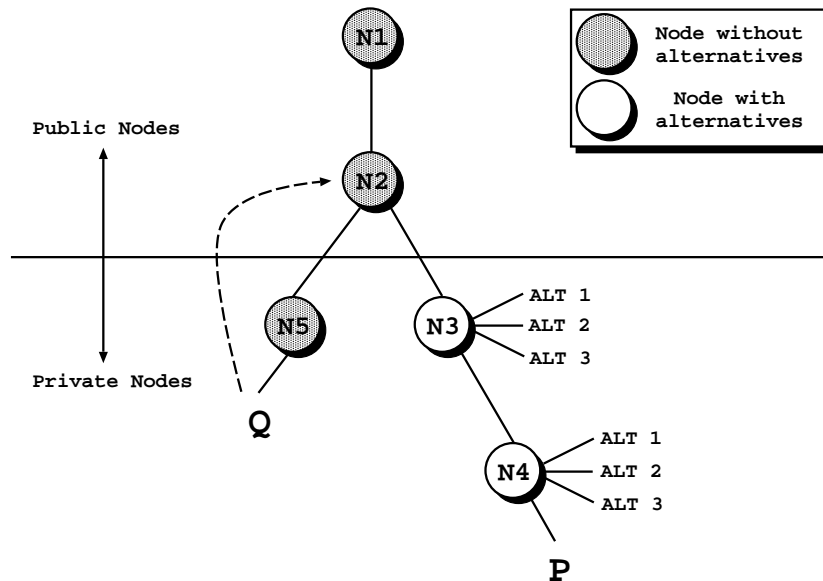 N1
Node without
alternatives
Node with
alternatives
Public Nodes
N2
N5
N3
ALT 1
ALT 2
ALT 3
Private Nodes
Q
N4
ALT 1
ALT 2
ALT 3
P